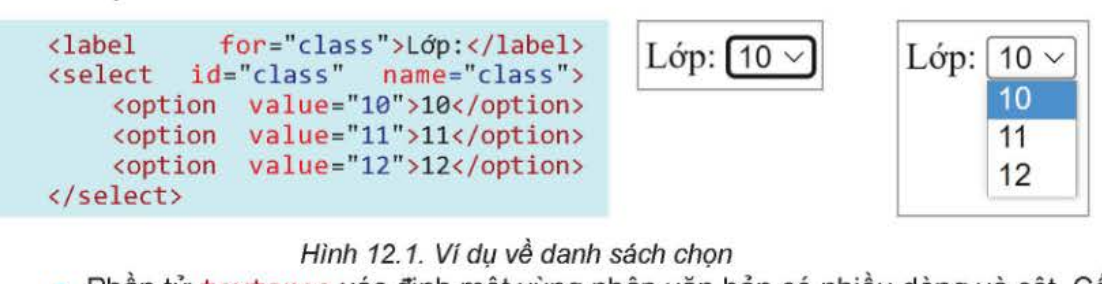 <label for="class">Lớp:</label>
<select id="class" name="class">
<option value="10">10</option>
<option value="11">11</option>
<option value="12">12</option>
</select>
Lớp: 10
Lớp: 10
10
11
12
Hình 12.1. Ví dụ về danh sách chọn